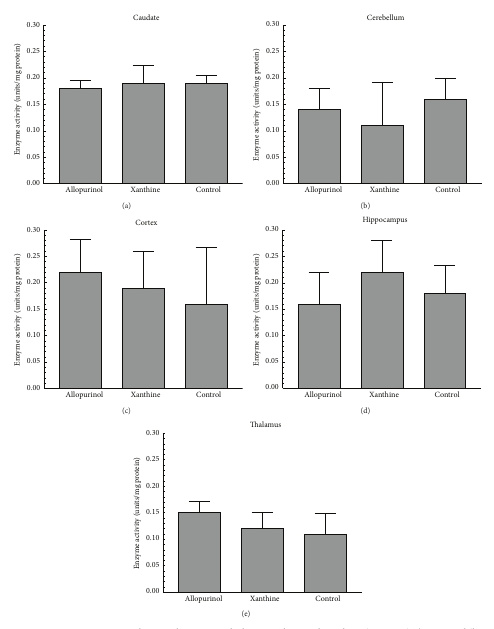 Caudate
Enzyme activity (units/mg protein)
0.30
0.25
0.20
0.15
0.10
0.05
0.00
Allopurinol Xanthine Control
(a)
Cerebellum
Enzyme activity (units/mg protein)
0.30
0.25
0.20
0.15
0.10
0.05
0.00
Allopurinol Xanthine Control
(b)
Cortex
Enzyme activity (units/mg protein)
0.30
0.25
0.20
0.15
0.10
0.05
0.00
Allopurinol Xanthine Control
(c)
Hippocampus
Enzyme activity (units/mg protein)
0.30
0.25
0.20
0.15
0.10
0.05
0.00
Allopurinol Xanthine Control
(d)
Thalamus
Enzyme activity (units/mg protein)
0.30
0.25
0.20
0.15
0.10
0.05
0.00
Allopurinol Xanthine Control
(e)